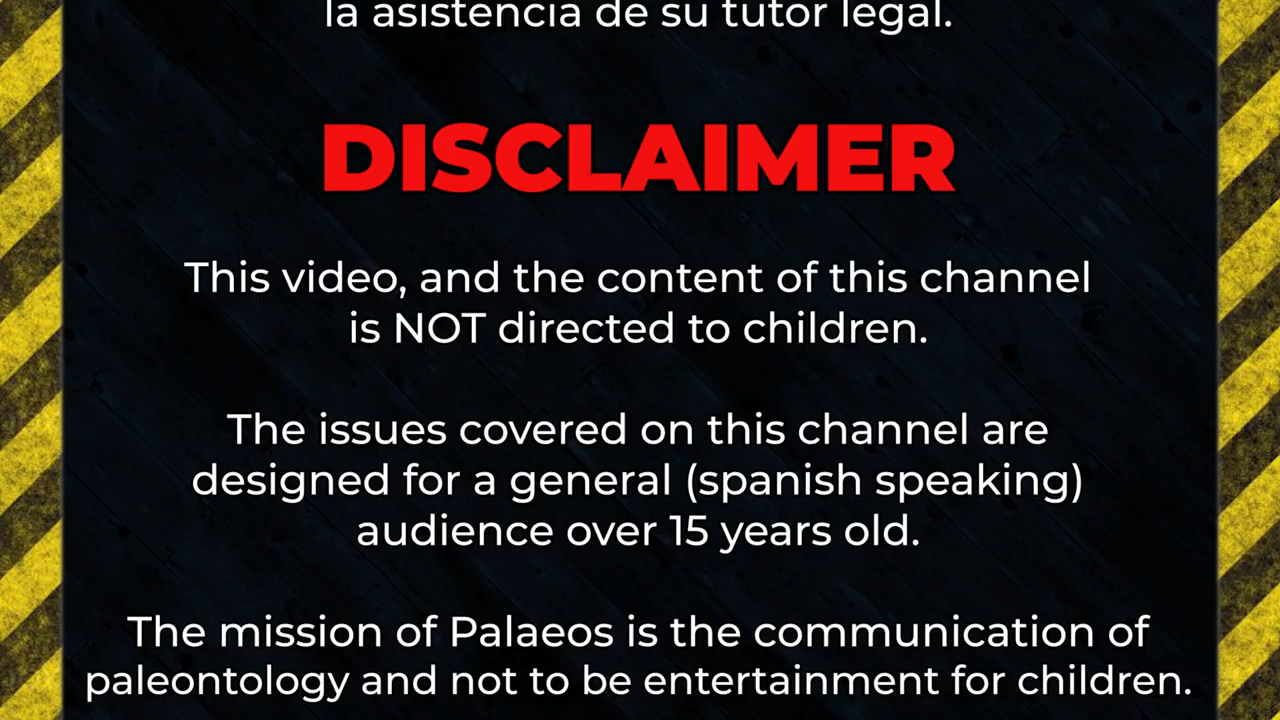 la asistencia de su tutor legal.
DISCLAIMER
This video, and the content of this channel
is NOT directed to children.
The issues covered on this channel are
designed for a general (spanish speaking)
audience over 15 years old.
The mission of Palaeos is the communication of
paleontology and not to be entertainment for children.